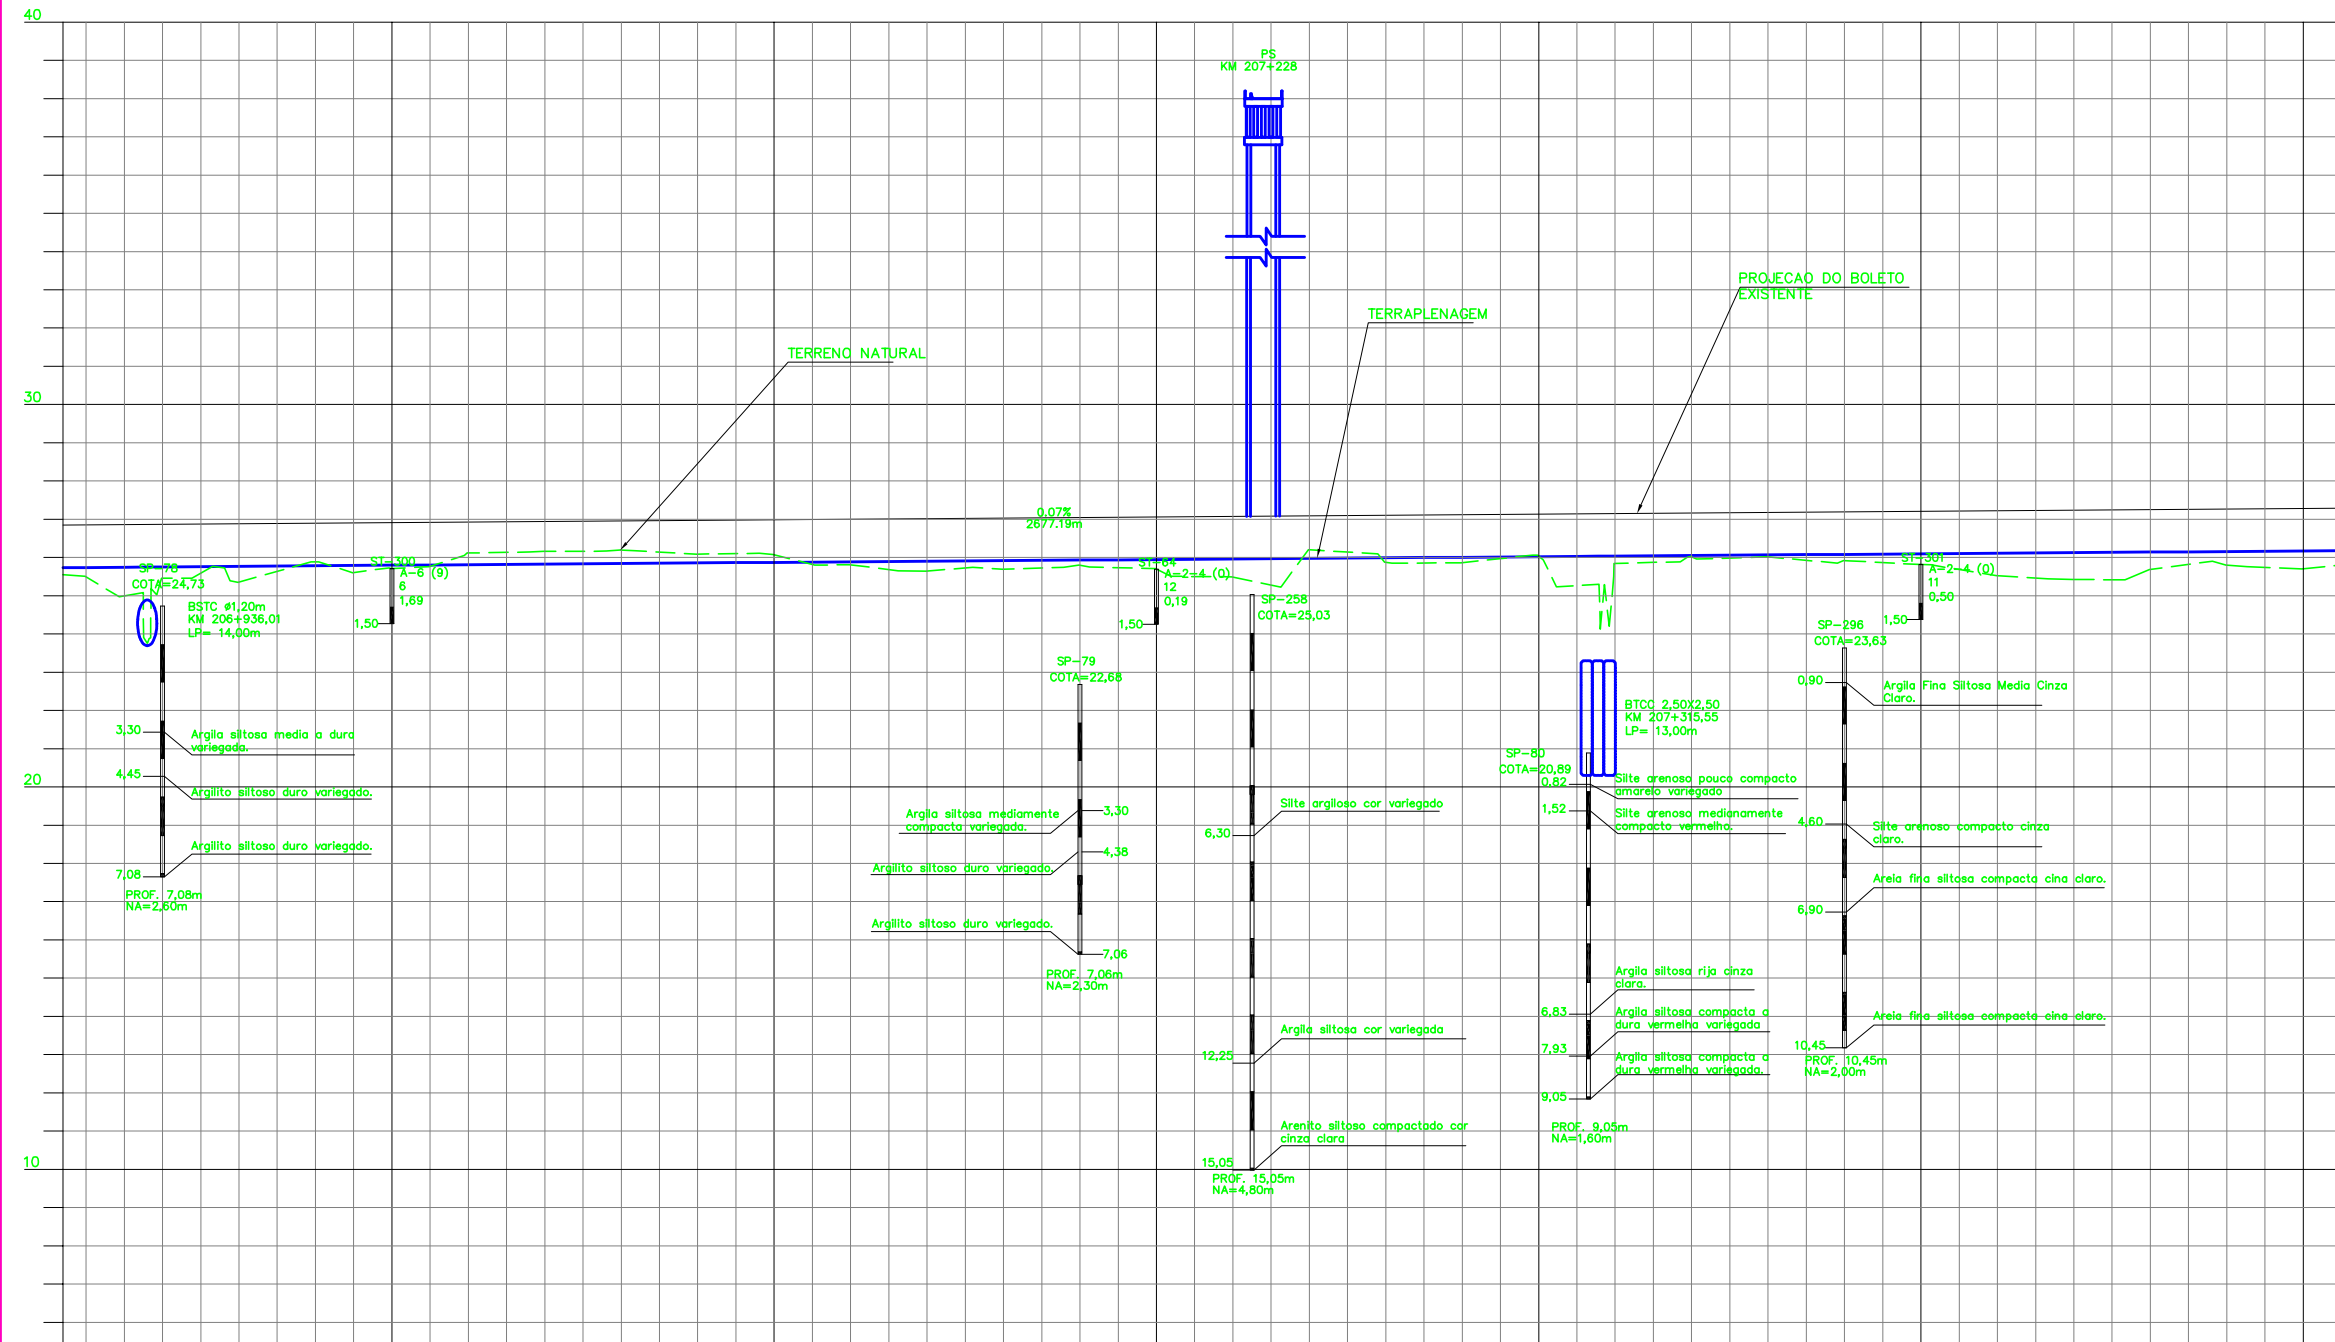 40
PS
KM 207+228
PROJECAO DO BOLETO
EXISTENTE
TERRAPLENAGEM
TERRENO NATURAL
30
0.07%
2677.19m
SP-78
COTA=24,73
BSTC ø1,20m
KM 206+936,01
LP= 14,00m
3,30
Argila siltosa media a dura
variegada.
4,45
Argilito siltoso duro variegado.
Argilito siltoso duro variegado.
7,08
PROF. 7,08m
NA=2,60m
ST-300
A-6 (9)
6
1,69
1,50
ST-64
A=2-4 (0)
12
0,19
1,50
SP-79
COTA=22,68
3,30
Argila siltosa mediamente
compacta variegada.
4,38
Argilito siltoso duro variegado.
Argilito siltoso duro variegado.
7,06
PROF. 7,06m
NA=2,30m
SP-258
COTA=25,03
Silte argiloso cor variegado
6,30
Argila siltosa cor variegada
12,25
Arenito siltoso compactado cor
cinza clara
15,05
PROF. 15,05m
NA=4,80m
BTCC 2,50X2,50
KM 207+315,55
LP= 13,00m
SP-80
COTA=20,89
0,82
Silte arenoso pouco compacto
amarelo variegado
1,52
Silte arenoso medianamente
compacto vermelho.
Argila siltosa rija cinza
clara.
6,83
Argila siltosa compacta a
dura vermelha variegada
7,93
Argila siltosa compacta a
dura vermelha variegada.
9,05
PROF. 9,05m
NA=1,60m
ST-301
A=2-4 (0)
11
0,50
1,50
SP-296
COTA=23,63
0,90
Argila Fina Siltosa Media Cinza
Claro.
4,60
Silte arenoso compacto cinza
claro.
Areia fina siltosa compacta cina claro.
6,90
Areia fina siltosa compacta cina claro.
10,45
PROF. 10,45m
NA=2,00m
20
10